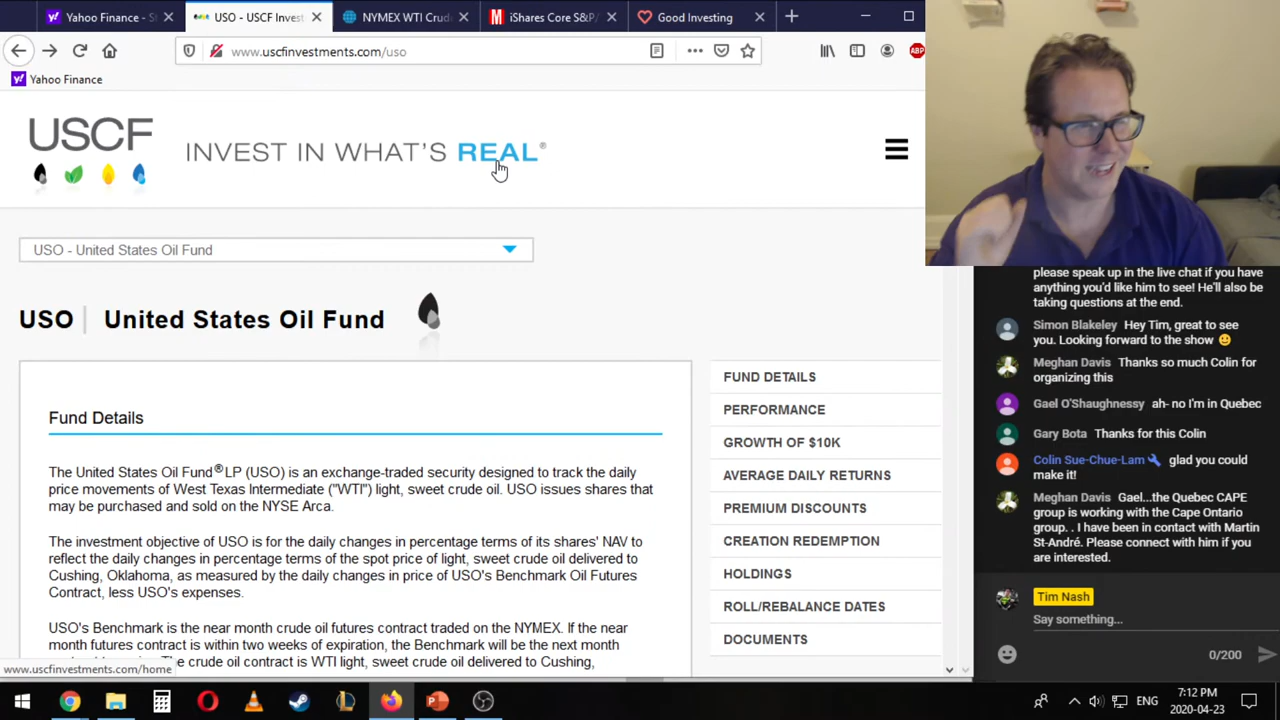 Yahoo Finance - S
USO - USCF Invest
NYMEX WTI Crud
iShares Core S&P/
Good Investing
www.uscfinvestments.com/uso
ABP
Yahoo Finance
USCF
INVEST IN WHAT'S REAL®
USO - United States Oil Fund
USO | United States Oil Fund
Fund Details
The United States Oil Fund® LP (USO) is an exchange-traded security designed to track the daily
price movements of West Texas Intermediate ("WTI") light, sweet crude oil. USO issues shares that
may be purchased and sold on the NYSE Arca.
The investment objective of USO is for the daily changes in percentage terms of its shares' NAV to
reflect the daily changes in percentage terms of the spot price of light, sweet crude oil delivered to
Cushing, Oklahoma, as measured by the daily changes in price of USO's Benchmark Oil Futures
Contract, less USO's expenses.
USO's Benchmark is the near month crude oil futures contract traded on the NYMEX. If the near
month futures contract is within two weeks of expiration, the Benchmark will be the next month
The crude oil contract is WTI light, sweet crude oil delivered to Cushing,
www.uscfinvestments.com/home
FUND DETAILS
PERFORMANCE
GROWTH OF $10K
AVERAGE DAILY RETURNS
PREMIUM DISCOUNTS
CREATION REDEMPTION
HOLDINGS
ROLL/REBALANCE DATES
DOCUMENTS
please speak up in the live chat if you have
anything you'd like him to see! He'll also be
taking questions at the end.
Simon Blakeley Hey Tim, great to see
you. Looking forward to the show 🙂
Meghan Davis Thanks so much Colin for
organizing this
Gael O'Shaughnessy ah- no I'm in Quebec
Gary Bota Thanks for this Colin
Colin Sue-Chue-Lam glad you could
make it!
Meghan Davis Gael...the Quebec CAPE
group is working with the Cape Ontario
group. . I have been in contact with Martin
St-André. Please connect with him if you
are interested.
Tim Nash
Say something...
0/200
ENG
7:12 PM
2020-04-23